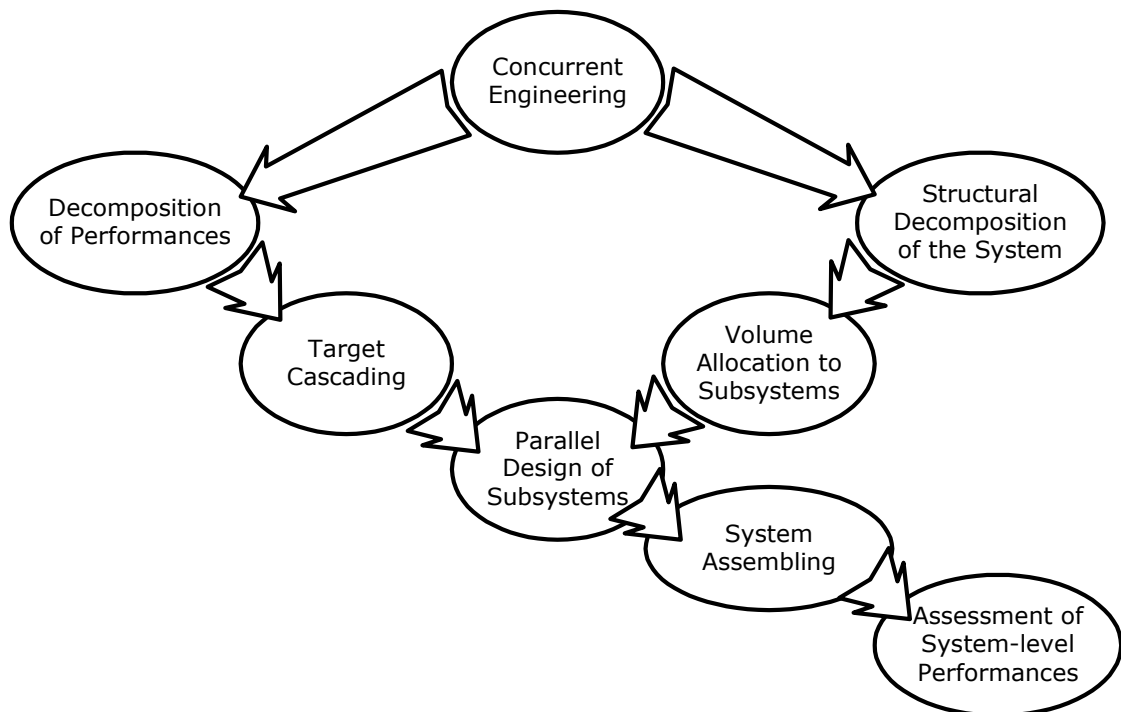 Concurrent
Engineering
Decomposition
of Performances
Structural
Decomposition
of the System
Target
Cascading
Volume
Allocation to
Subsystems
Parallel
Design of
Subsystems
System
Assembling
Assessment of
System-level
Performances